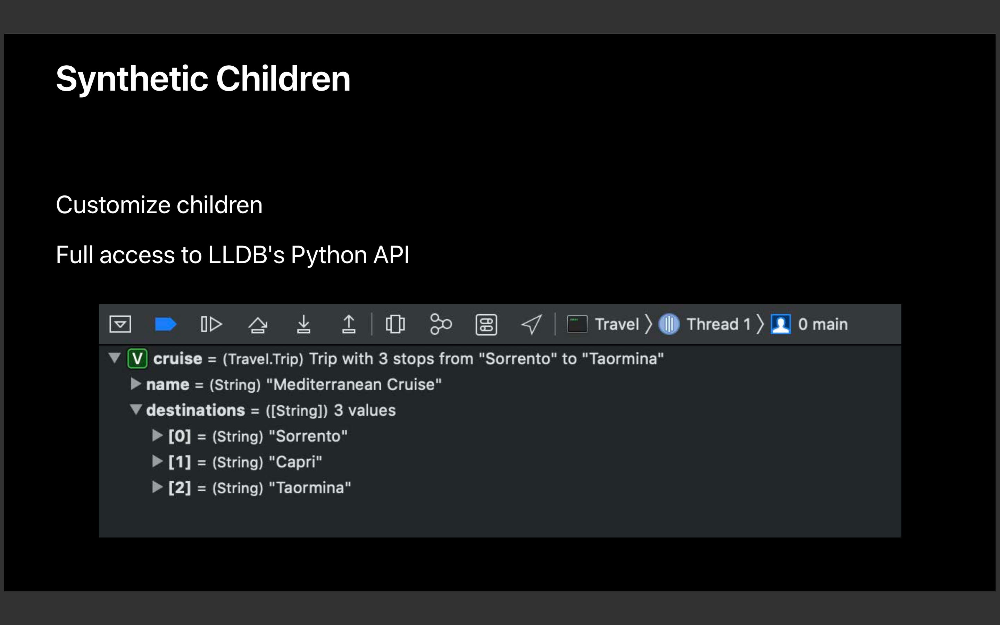 Synthetic Children
Customize children
Full access to LLDB's Python API
Travel 〉 Thread 1 〉 0 main
V cruise = (Travel.Trip) Trip with 3 stops from "Sorrento" to "Taormina"
name = (String) "Mediterranean Cruise"
destinations = ([String]) 3 values
[0] = (String) "Sorrento"
[1] = (String) "Capri"
[2] = (String) "Taormina"